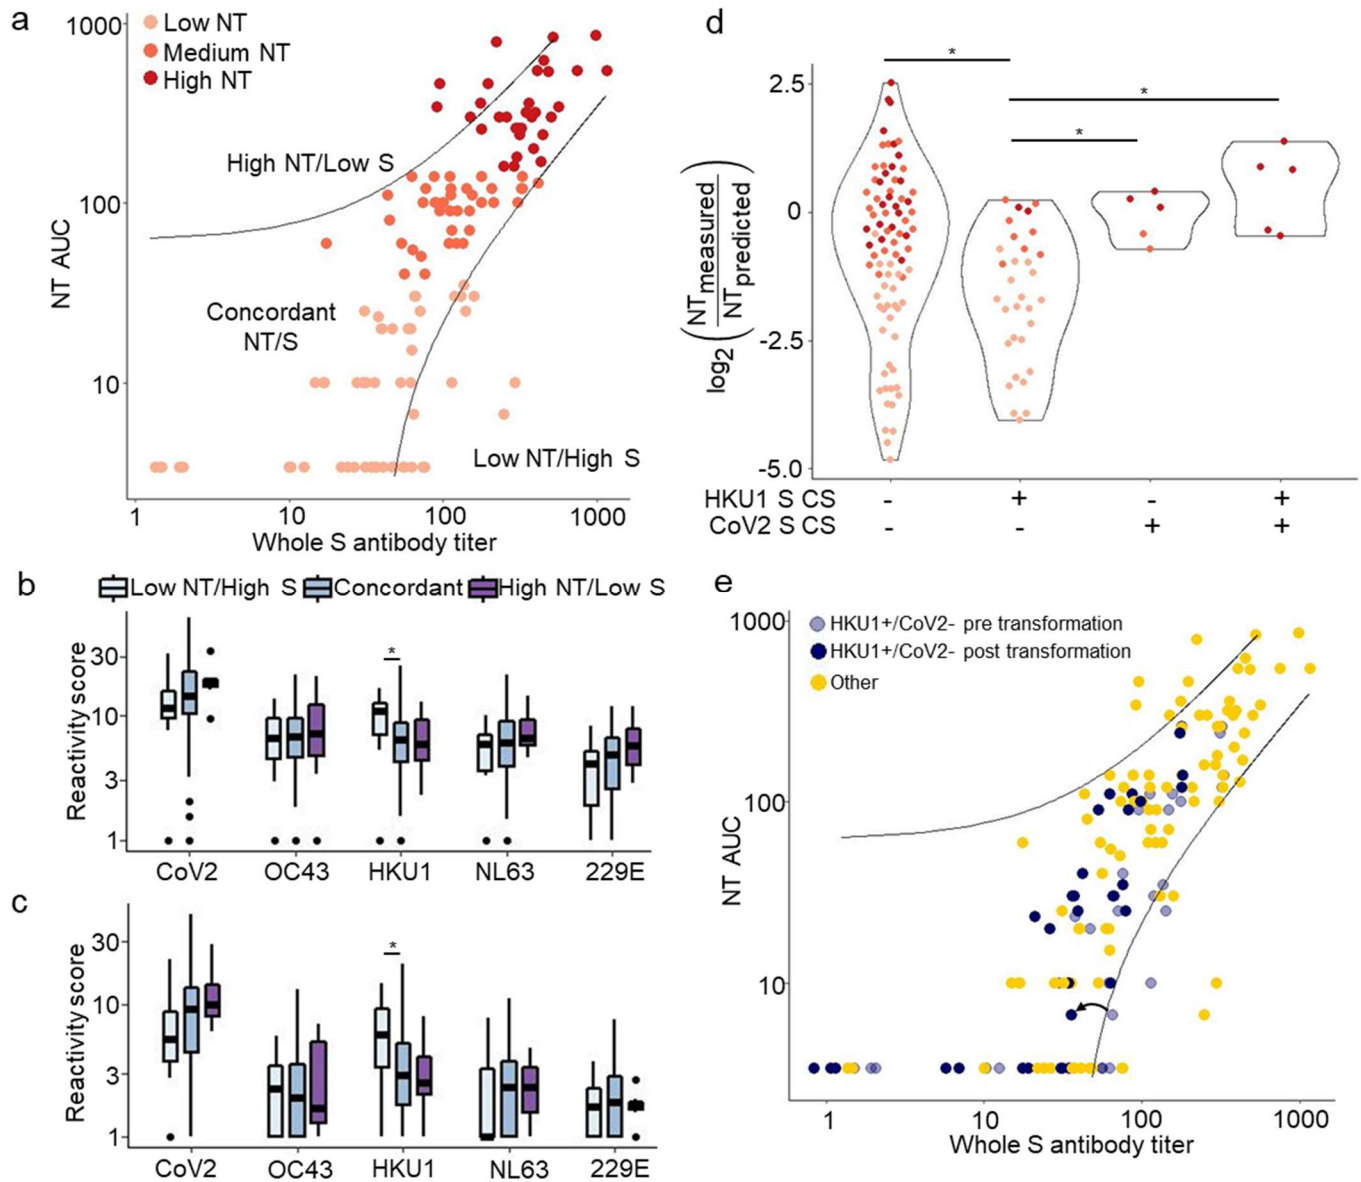 a
1000
100
10
NT AUC
Low NT
Medium NT
High NT
High NT/Low S
Concordant
NT/S
Low NT/High S
1
10
100
1000
Whole S antibody titer
d
*
*
*
2.5
0
-2.5
-5.0
log2 (NTmeasured / NTpredicted)
HKU1 S CS - + - +
CoV2 S CS - - + +
b
Low NT/High S Concordant High NT/Low S
Reactivity score
30
10
3
1
*
CoV2 OC43 HKU1 NL63 229E
c
Reactivity score
30
10
3
1
*
CoV2 OC43 HKU1 NL63 229E
e
1000
100
10
NT AUC
HKU1+/CoV2- pre transformation
HKU1+/CoV2- post transformation
Other
1
10
100
1000
Whole S antibody titer